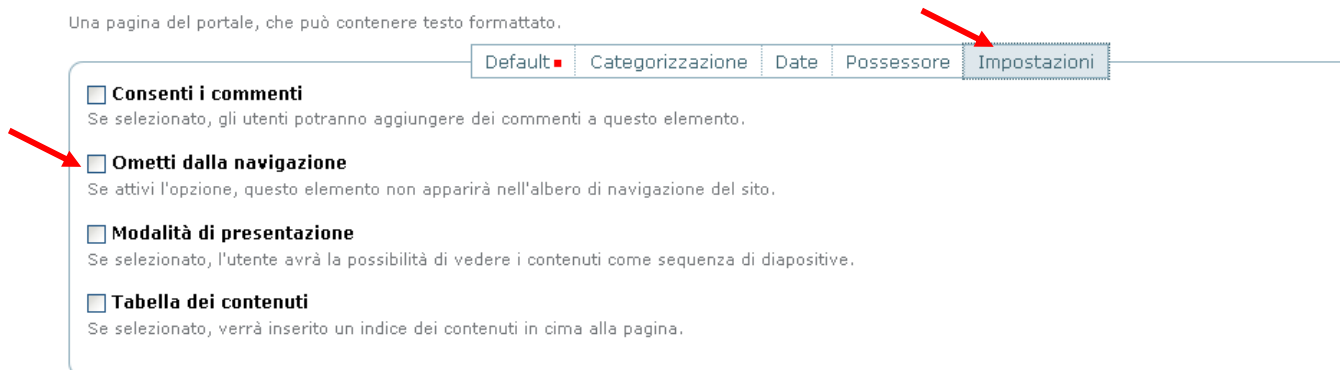 Una pagina del portale, che può contenere testo formattato.
Default Categorizzazione Date Possessore Impostazioni
Consenti i commenti
Se selezionato, gli utenti potranno aggiungere dei commenti a questo elemento.
Ometti dalla navigazione
Se attivi l'opzione, questo elemento non apparirà nell'albero di navigazione del sito.
Modalità di presentazione
Se selezionato, l'utente avrà la possibilità di vedere i contenuti come sequenza di diapositive.
Tabella dei contenuti
Se selezionato, verrà inserito un indice dei contenuti in cima alla pagina.